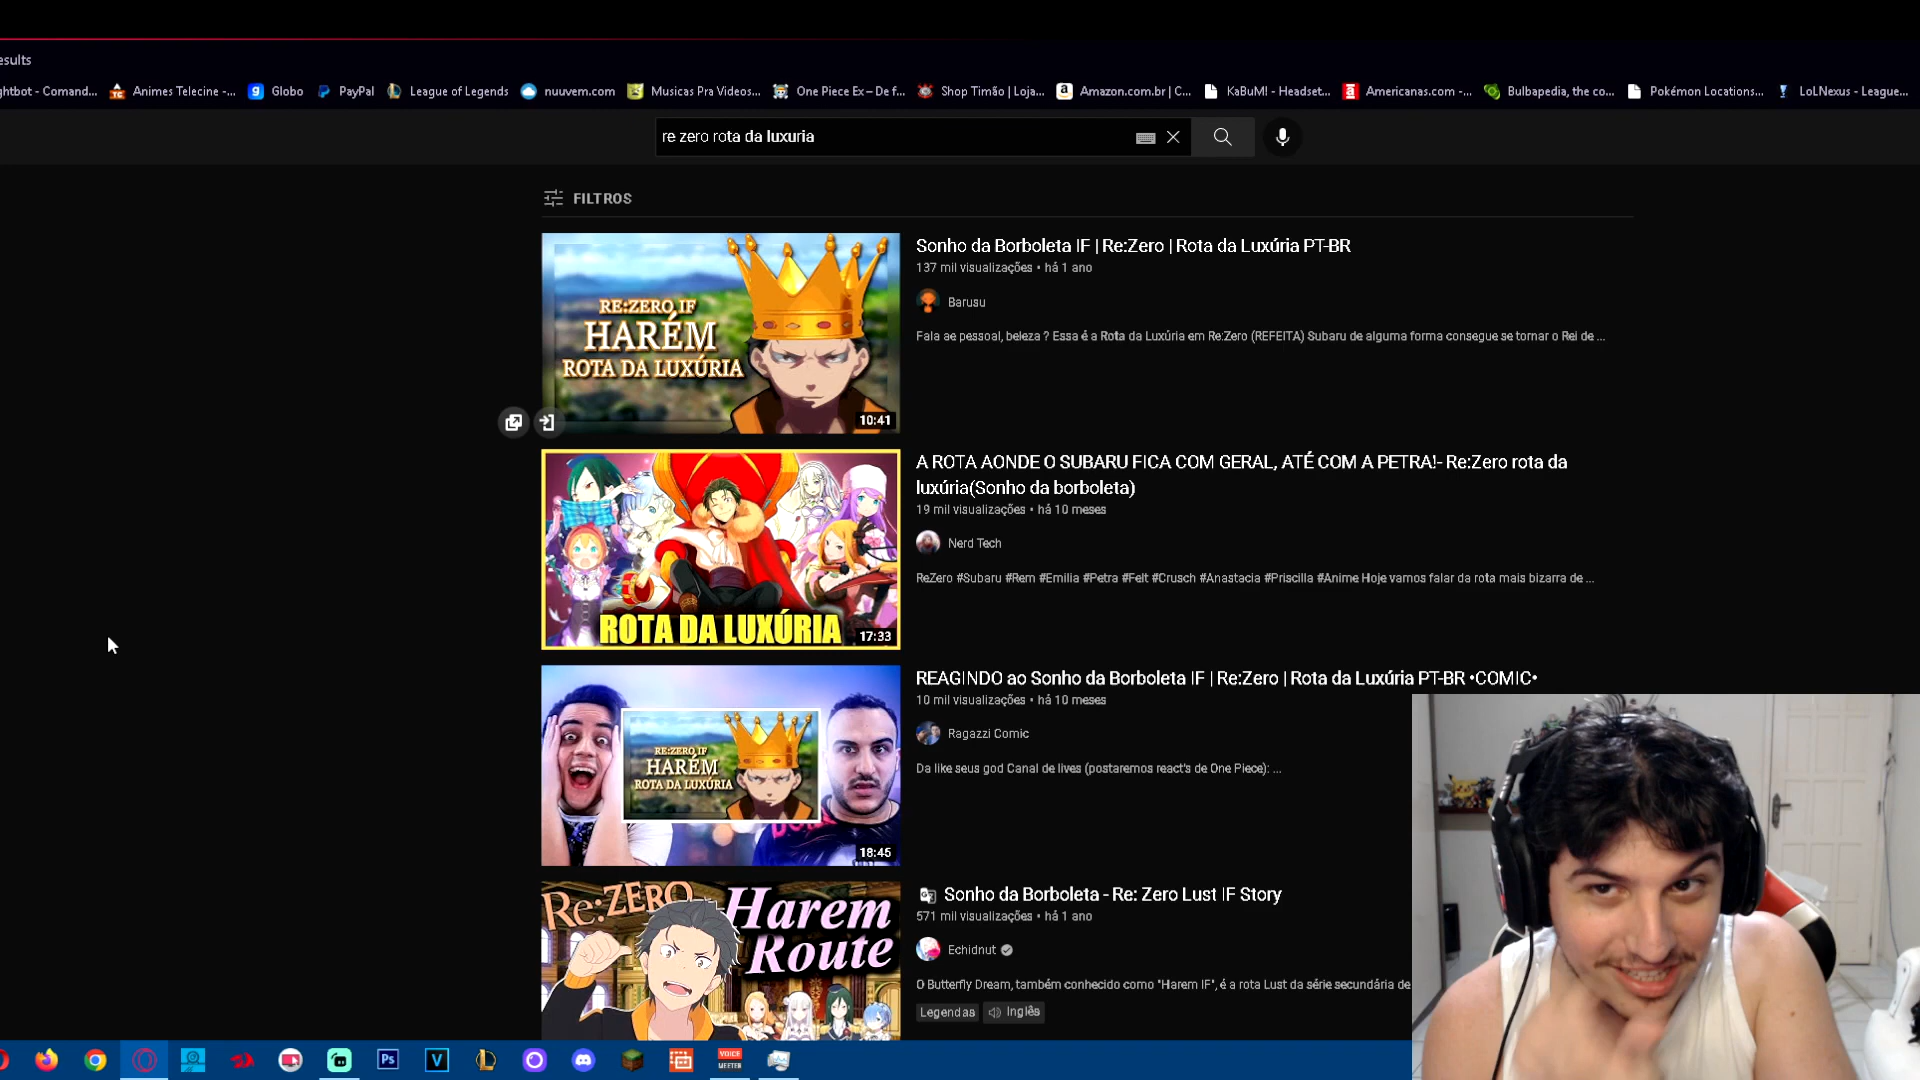 esults
ghtbot - Comand...
Animes Telecine -...
Globo
PayPal
League of Legends
nuuvem.com
Musicas Pra Videos...
One Piece Ex – De f...
Shop Timão | Loja...
Amazon.com.br | C...
KaBuM! - Headset...
Americanas.com -...
Bulbapedia, the co...
Pokémon Locations...
LoLNexus - League...
re zero rota da luxuria
FILTROS
RE:ZERO IF
HARÉM
ROTA DA LUXÚRIA
10:41
Sonho da Borboleta IF | Re:Zero | Rota da Luxúria PT-BR
137 mil visualizações • há 1 ano
Barusu
Fala ae pessoal, beleza ? Essa é a Rota da Luxúria em Re:Zero (REFEITA) Subaru de alguma forma consegue se tornar o Rei de ...
ROTA DA LUXÚRIA
17:33
A ROTA AONDE O SUBARU FICA COM GERAL, ATÉ COM A PETRA!- Re:Zero rota da
luxúria(Sonho da borboleta)
19 mil visualizações • há 10 meses
Nerd Tech
ReZero #Subaru #Rem #Emilia #Petra #Felt #Crusch #Anastacia #Priscilla #Anime Hoje vamos falar da rota mais bizarra de ...
RE:ZERO IF
HARÉM
ROTA DA LUXÚRIA
18:45
REAGINDO ao Sonho da Borboleta IF | Re:Zero | Rota da Luxúria PT-BR •COMIC•
10 mil visualizações • há 10 meses
Ragazzi Comic
Da like seus god Canal de lives (postaremos react's de One Piece): ...
Re:ZERO
Harem
Route
Sonho da Borboleta - Re: Zero Lust IF Story
571 mil visualizações • há 1 ano
Echidnut
O Butterfly Dream, também conhecido como "Harem IF", é a rota Lust da série secundária de
Legendas
Inglês
Ps
V
VOICE
MEETER